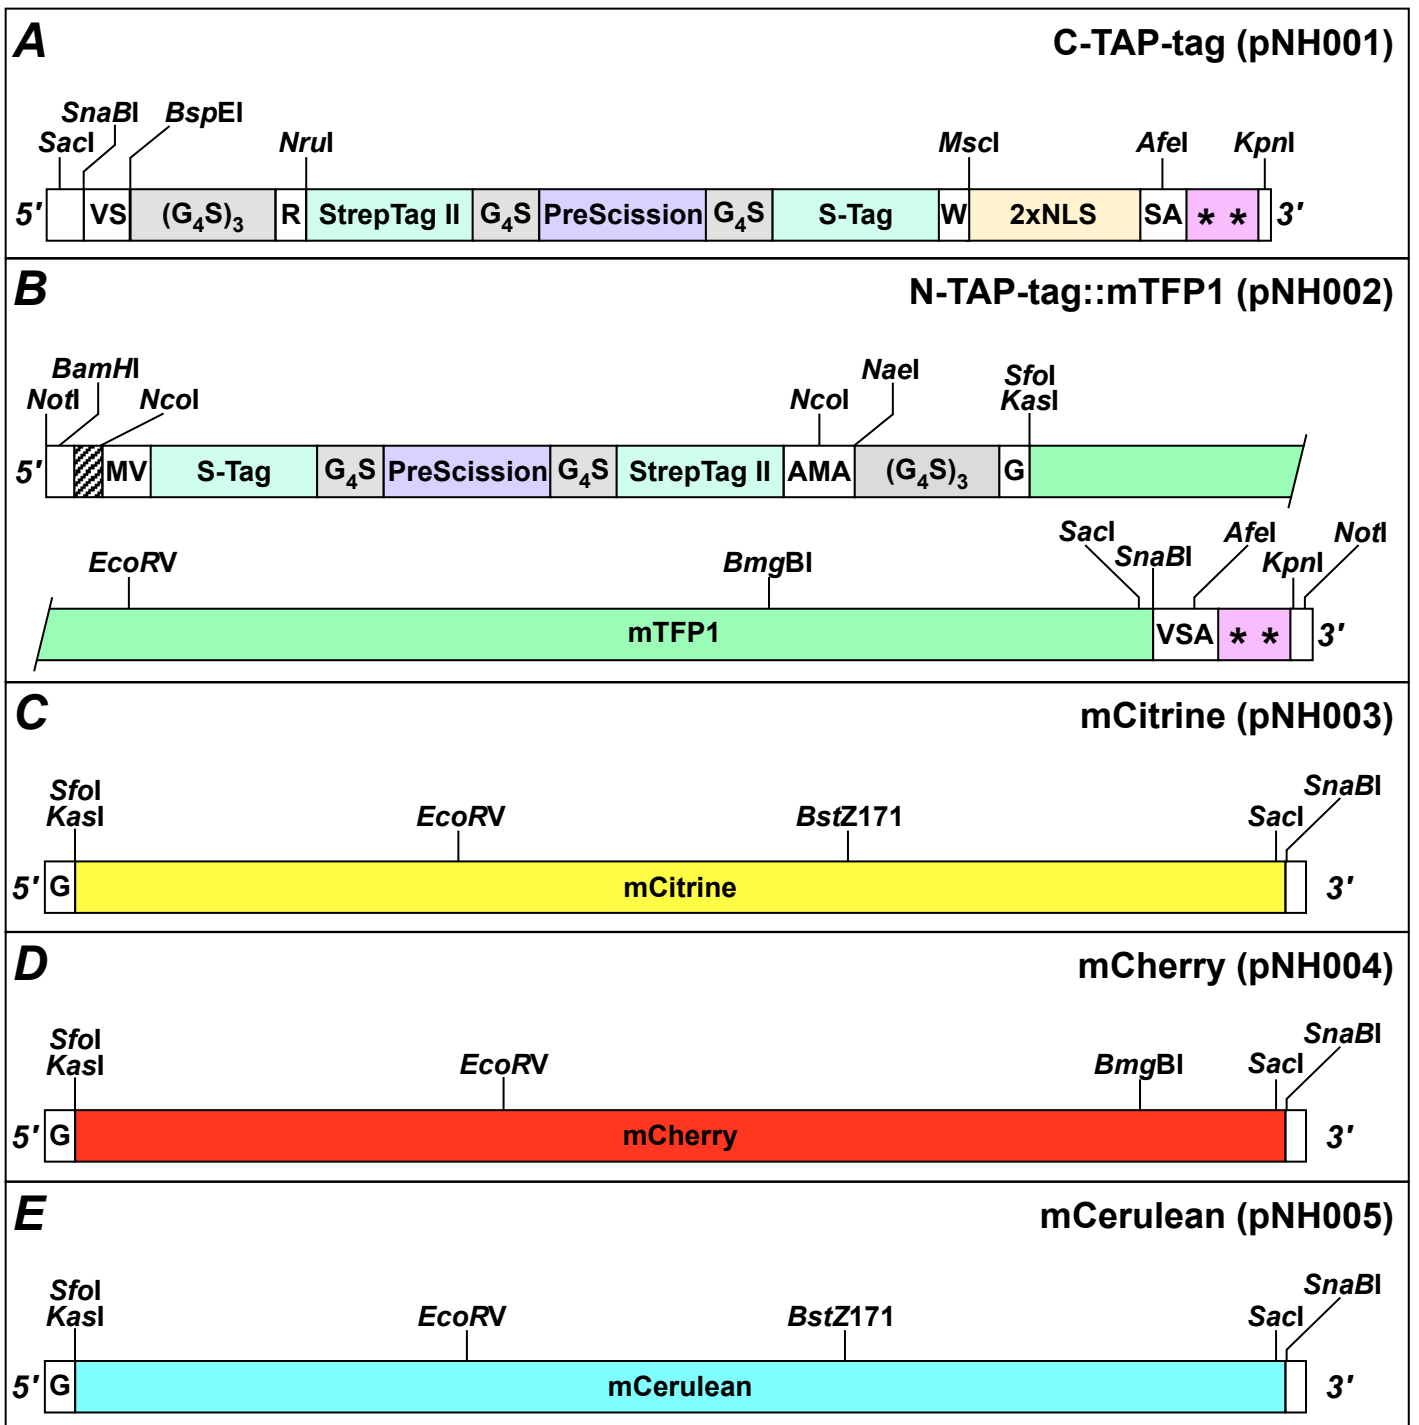 A
C-TAP-tag (pNH001)
SnaBI BspEI
SacI NruI MscI AfeI KpnI
5' VS (G4S)3 R StrepTag II G4S PreScission G4S S-Tag W 2xNLS SA * * 3'
B
N-TAP-tag::mTFP1 (pNH002)
BamHI NaeI SfoI
NotI NcoI NcoI KasI
5' MV S-Tag G4S PreScission G4S StrepTag II AMA (G4S)3 G
SacI AfeI NotI
EcoRV BmgBI SnaBI KpnI
mTFP1 VSA * * 3'
C
mCitrine (pNH003)
SfoI SnaBI
KasI EcoRV BstZ171 SacI
5' G mCitrine 3'
D
mCherry (pNH004)
SfoI SnaBI
KasI EcoRV BmgBI SacI
5' G mCherry 3'
E
mCerulean (pNH005)
SfoI SnaBI
KasI EcoRV BstZ171 SacI
5' G mCerulean 3'